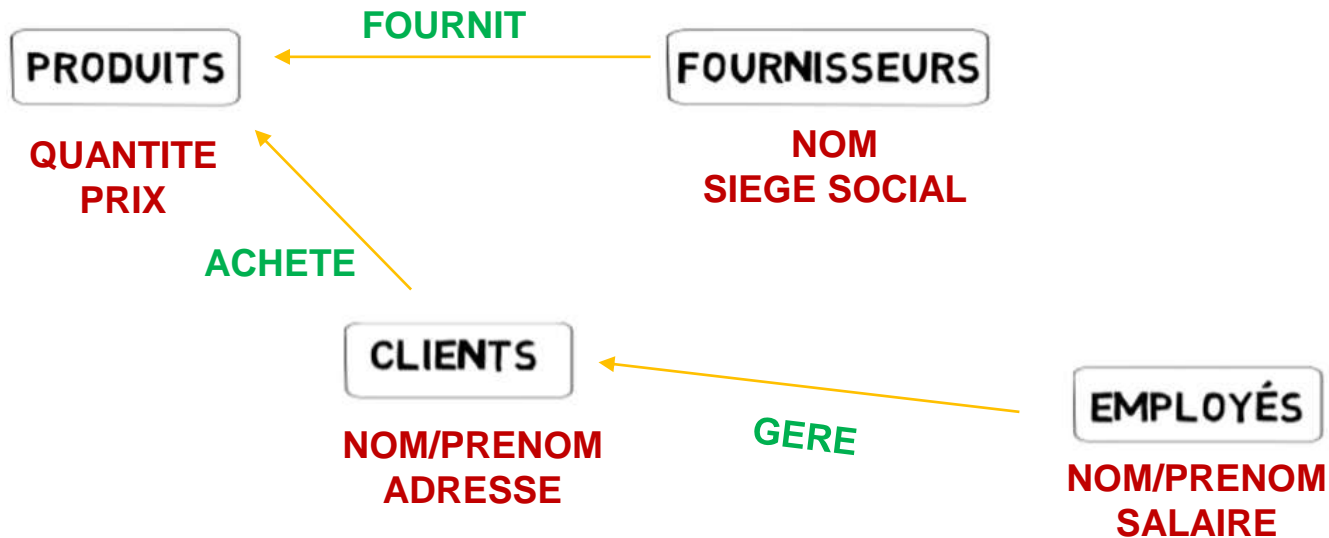 FOURNIT
PRODUITS
FOURNISSEURS
QUANTITE
PRIX
NOM
SIEGE SOCIAL
ACHETE
CLIENTS
EMPLOYÉS
GERE
NOM/PRENOM
ADRESSE
NOM/PRENOM
SALAIRE